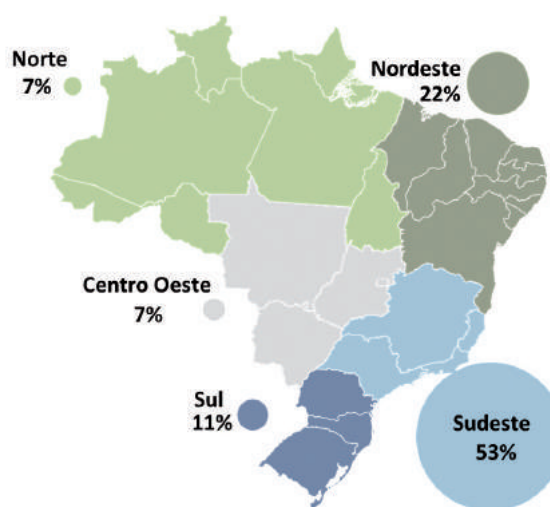 Norte
7%
Nordeste
22%
Centro Oeste
7%
Sul
11%
Sudeste
53%